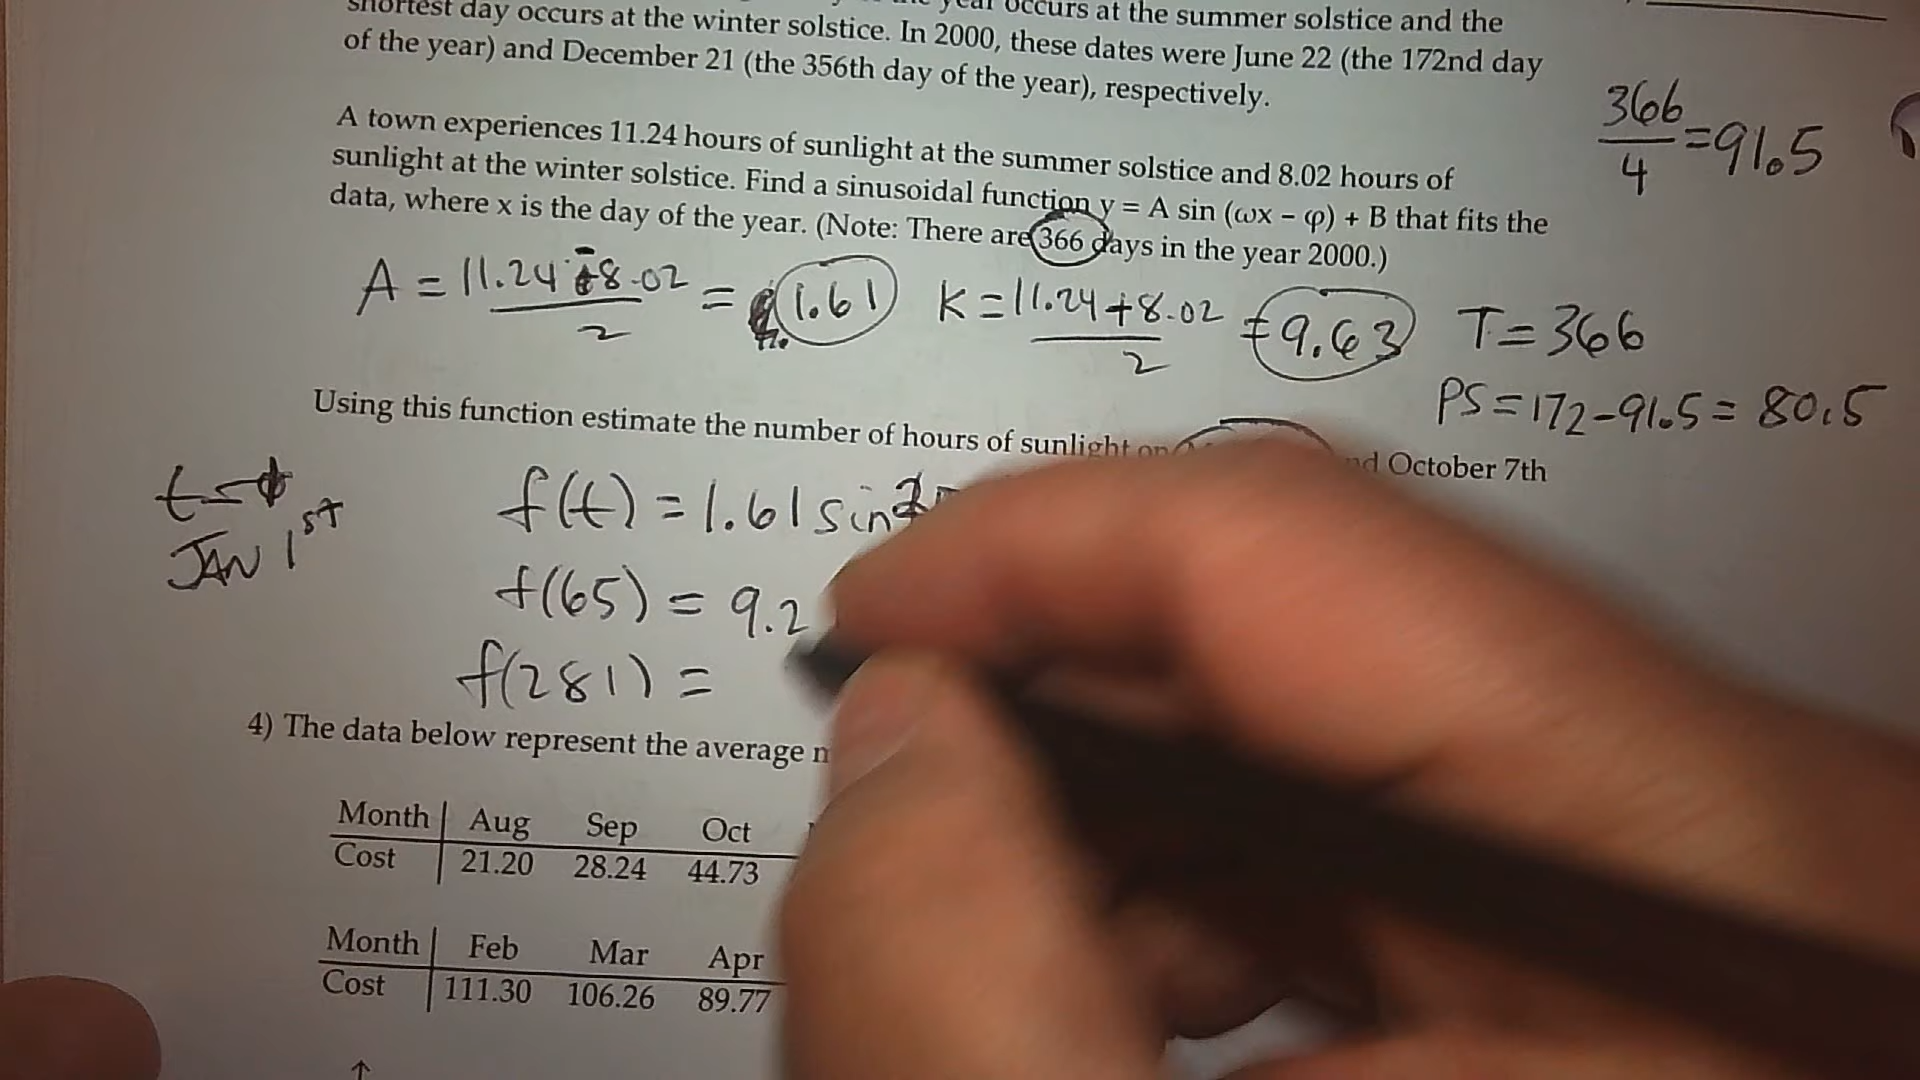 year occurs at the summer solstice and the
shortest day occurs at the winter solstice. In 2000, these dates were June 22 (the 172nd day
of the year) and December 21 (the 356th day of the year), respectively.
366/4 = 91.5
A town experiences 11.24 hours of sunlight at the summer solstice and 8.02 hours of
sunlight at the winter solstice. Find a sinusoidal function y = A sin (ωx − φ) + B that fits the
data, where x is the day of the year. (Note: There are 366 days in the year 2000.)
A = 11.24 - 8.02 / 2 = 1.61 K = 11.24 + 8.02 / 2 = 9.63 T = 366
PS = 172 - 91.5 = 80.5
Using this function estimate the number of hours of sunlight on October 7th
f(t) = 1.61 sin
JAN 1st
f(65) = 9.2
f(281) =
4) The data below represent the average
Month Aug Sep Oct
Cost 21.20 28.24 44.73
Month Feb Mar Apr
Cost 111.30 106.26 89.77